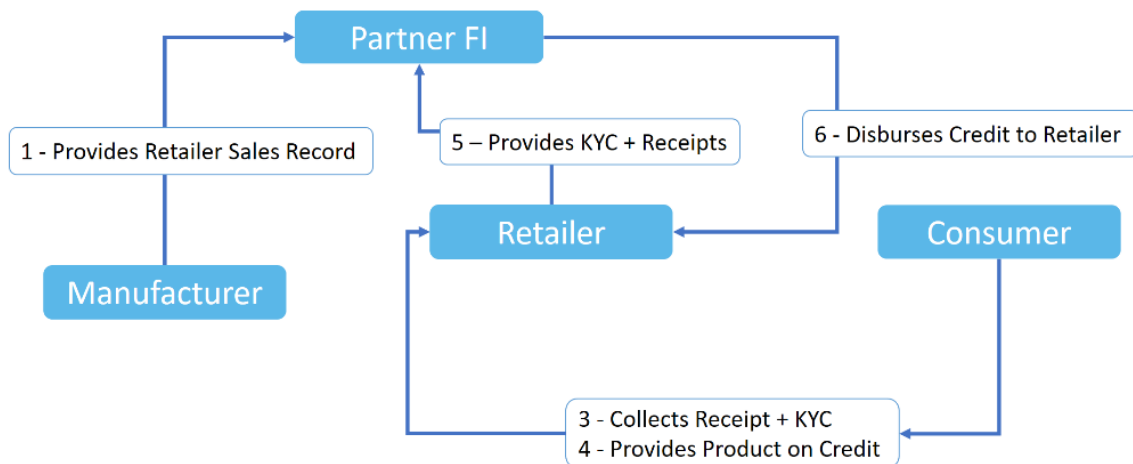 Partner FI
1 - Provides Retailer Sales Record
5 – Provides KYC + Receipts
6 - Disburses Credit to Retailer
Retailer
Consumer
Manufacturer
3 - Collects Receipt + KYC
4 - Provides Product on Credit